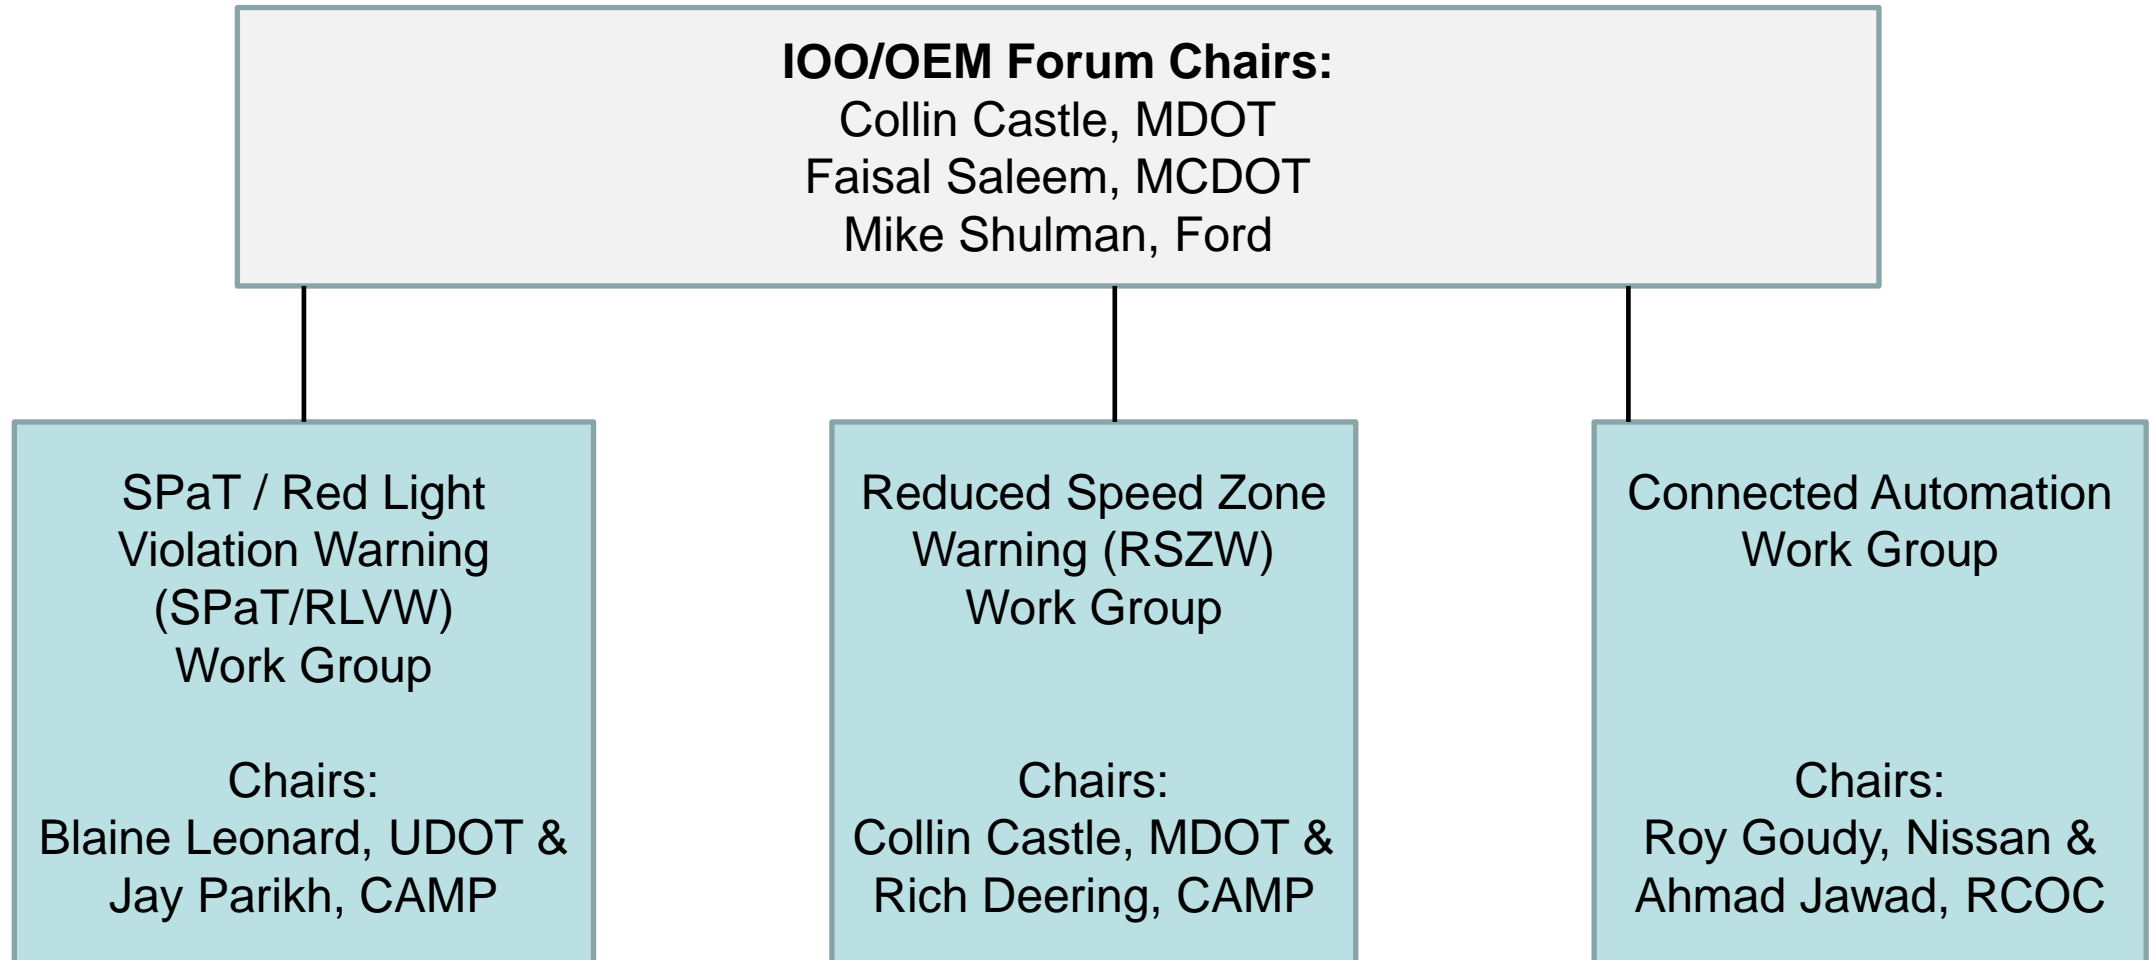 IOO/OEM Forum Chairs:
Collin Castle, MDOT
Faisal Saleem, MCDOT
Mike Shulman, Ford
SPaT / Red Light
Violation Warning
(SPaT/RLVW)
Work Group
Chairs:
Blaine Leonard, UDOT &
Jay Parikh, CAMP
Reduced Speed Zone
Warning (RSZW)
Work Group
Chairs:
Collin Castle, MDOT &
Rich Deering, CAMP
Connected Automation
Work Group
Chairs:
Roy Goudy, Nissan &
Ahmad Jawad, RCOC